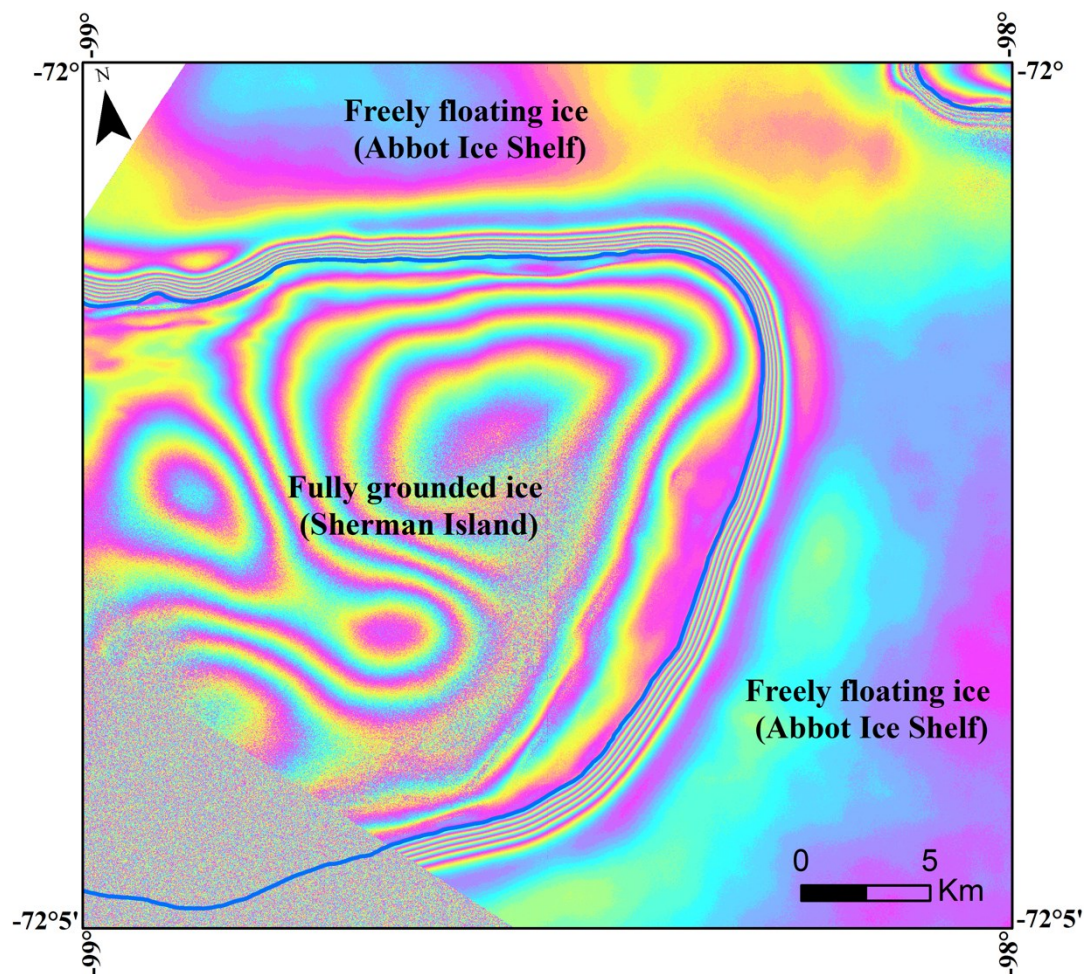 -99°
-98°
-72°
-72°
N
Freely floating ice
(Abbot Ice Shelf)
Fully grounded ice
(Sherman Island)
Freely floating ice
(Abbot Ice Shelf)
0 5
Km
-72°5'
-72°5'
-99°
-98°